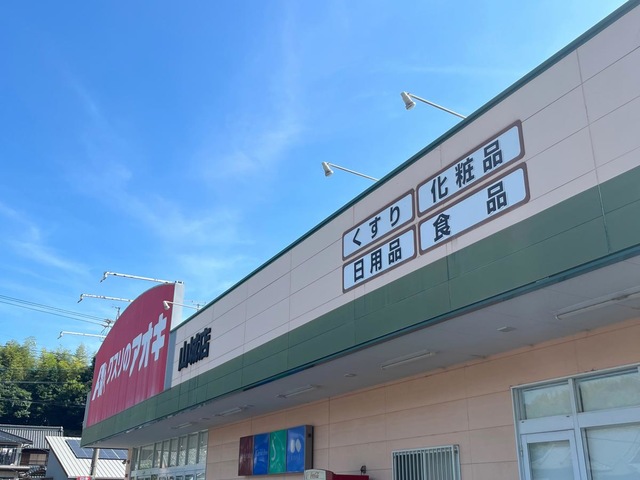 くすり
化粧品
日用品
食品
クスリのアオキ
山城店